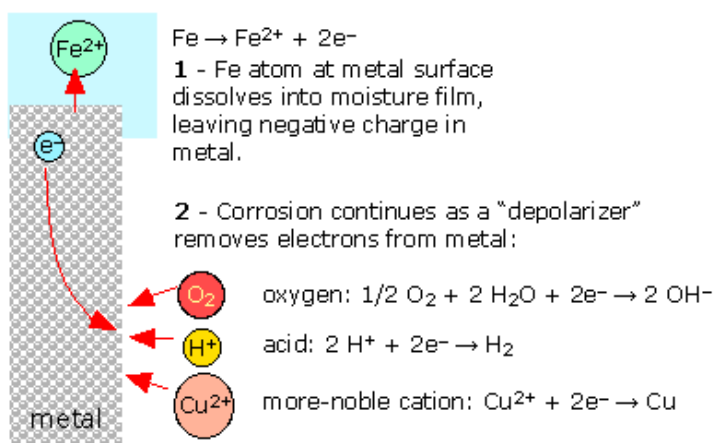 Fe²⁺
Fe → Fe²⁺ + 2e⁻
1 - Fe atom at metal surface
dissolves into moisture film,
leaving negative charge in
metal.
e⁻
2 - Corrosion continues as a "depolarizer"
removes electrons from metal:
O₂
oxygen: 1/2 O₂ + 2 H₂O + 2e⁻ → 2 OH⁻
H⁺
acid: 2 H⁺ + 2e⁻ → H₂
Cu²⁺
more-noble cation: Cu²⁺ + 2e⁻ → Cu
metal